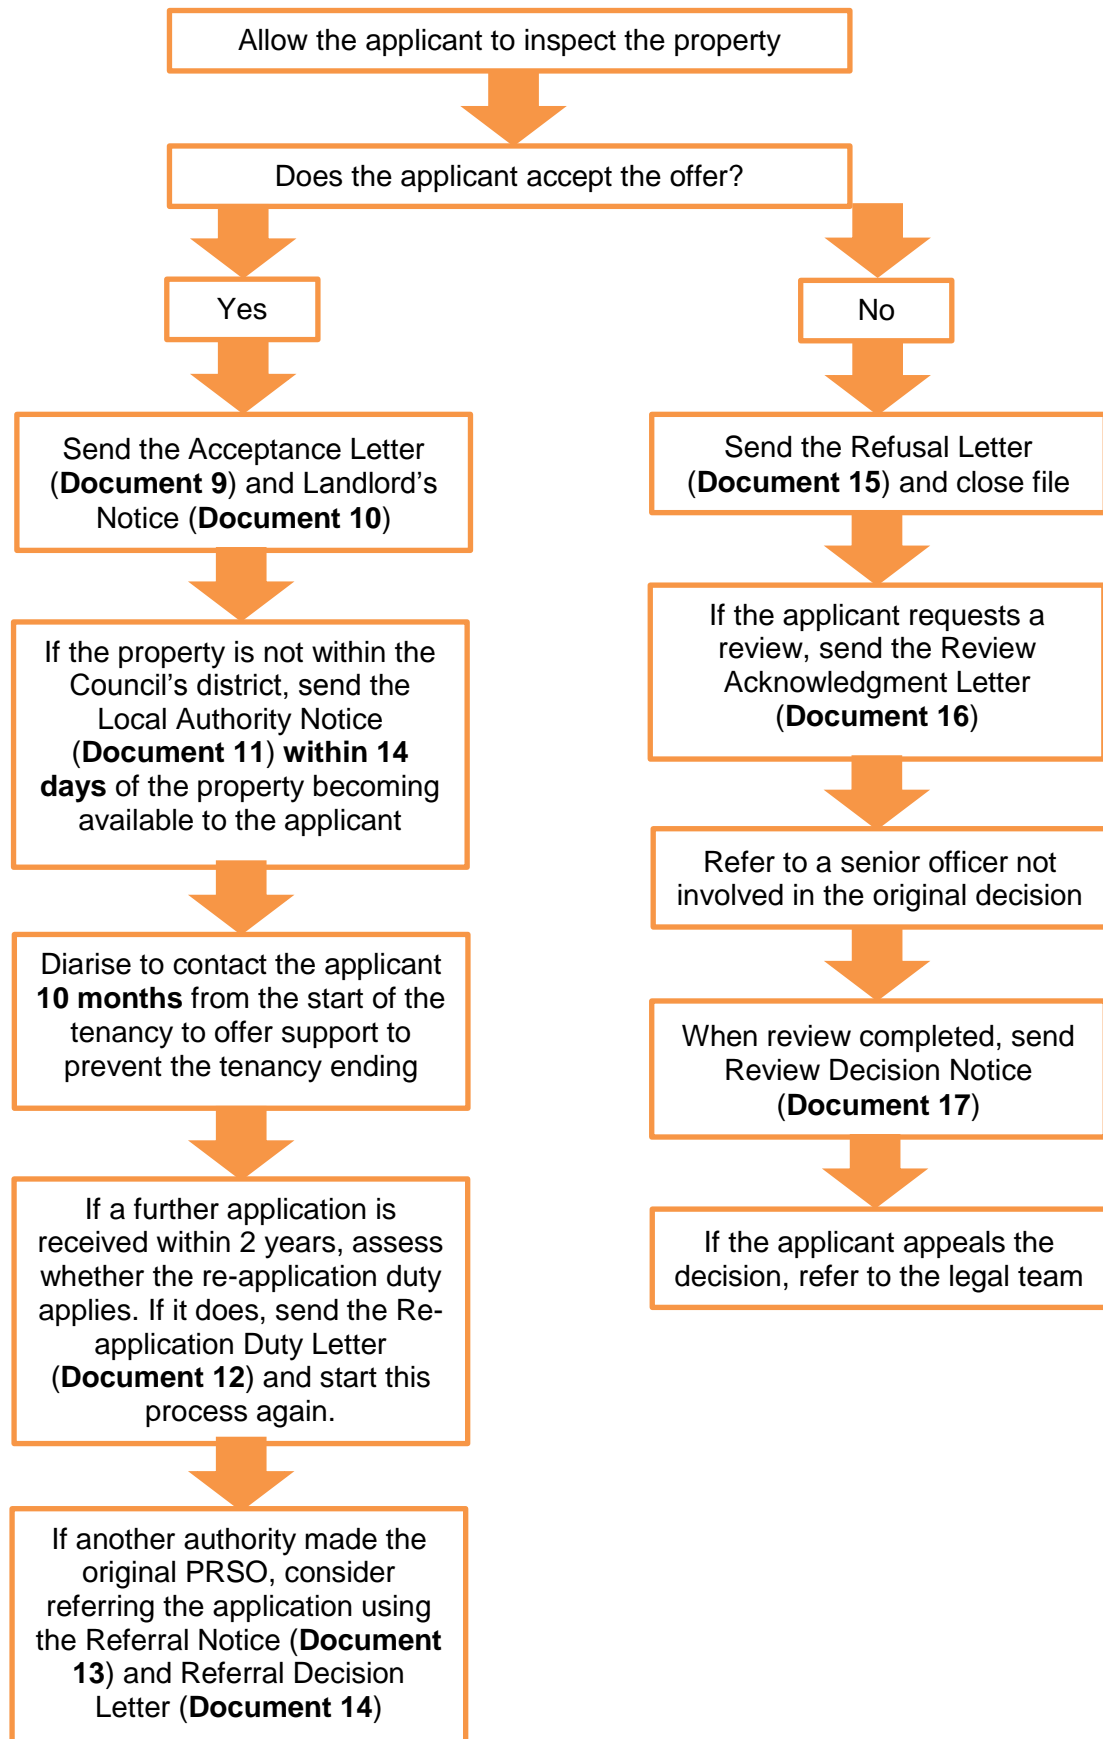 Allow the applicant to inspect the property
Does the applicant accept the offer?
Yes
No
Send the Acceptance Letter
(Document 9) and Landlord’s
Notice (Document 10)
If the property is not within the
Council’s district, send the
Local Authority Notice
(Document 11) within 14
days of the property becoming
available to the applicant
Diarise to contact the applicant
10 months from the start of the
tenancy to offer support to
prevent the tenancy ending
If a further application is
received within 2 years, assess
whether the re-application duty
applies. If it does, send the Re-
application Duty Letter
(Document 12) and start this
process again.
If another authority made the
original PRSO, consider
referring the application using
the Referral Notice (Document
13) and Referral Decision
Letter (Document 14)
Send the Refusal Letter
(Document 15) and close file
If the applicant requests a
review, send the Review
Acknowledgment Letter
(Document 16)
Refer to a senior officer not
involved in the original decision
When review completed, send
Review Decision Notice
(Document 17)
If the applicant appeals the
decision, refer to the legal team